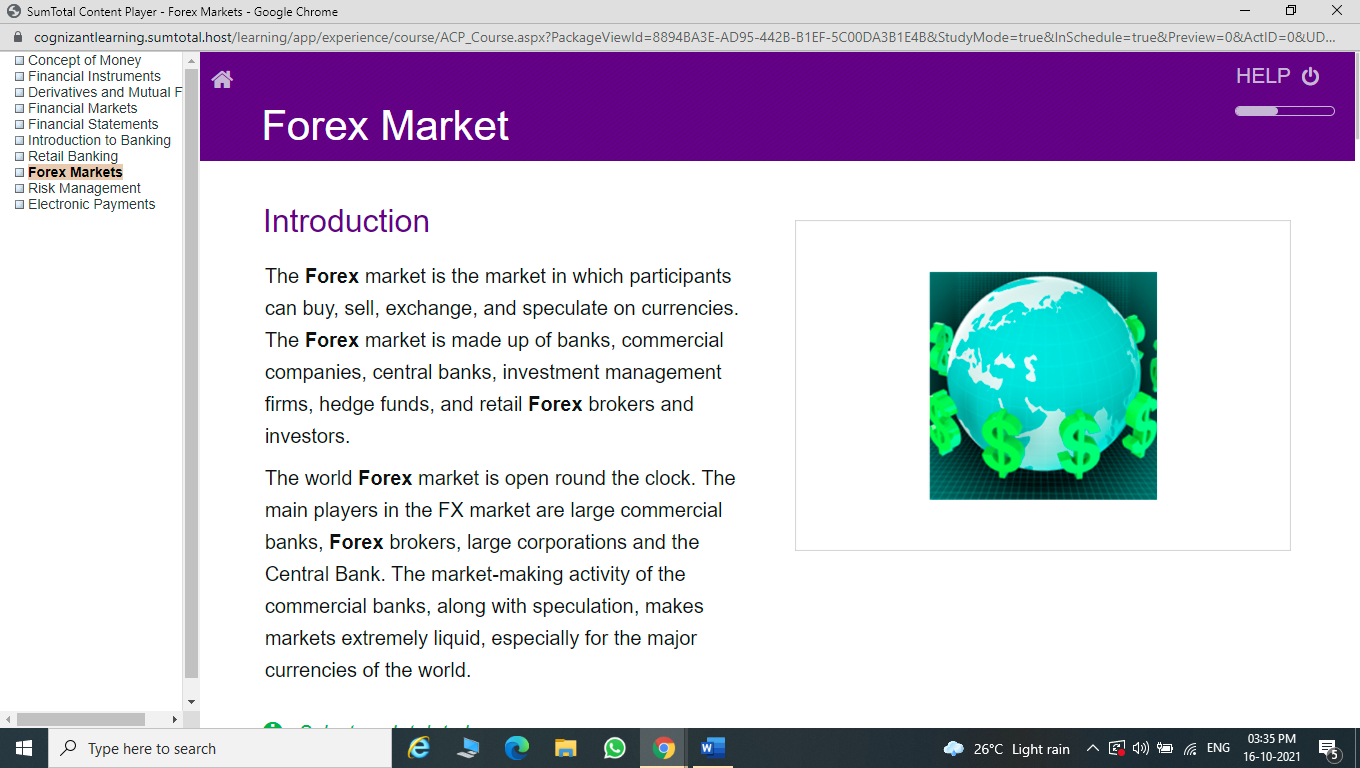 SumTotal Content Player - Forex Markets - Google Chrome
cognizantlearning.sumtotal.host/learning/app/experience/course/ACP_Course.aspx?PackageViewId=8894BA3E-AD95-442B-B1EF-5C00DA3B1E4B&StudyMode=true&InSchedule=true&Preview=0&ActID=0&UD...
Concept of Money
Financial Instruments
Derivatives and Mutual F
Financial Markets
Financial Statements
Introduction to Banking
Retail Banking
Forex Markets
Risk Management
Electronic Payments
HELP
Forex Market
Introduction
The Forex market is the market in which participants
can buy, sell, exchange, and speculate on currencies.
The Forex market is made up of banks, commercial
companies, central banks, investment management
firms, hedge funds, and retail Forex brokers and
investors.
The world Forex market is open round the clock. The
main players in the FX market are large commercial
banks, Forex brokers, large corporations and the
Central Bank. The market-making activity of the
commercial banks, along with speculation, makes
markets extremely liquid, especially for the major
currencies of the world.
Type here to search
26°C Light rain
ENG
03:35 PM
16-10-2021
5